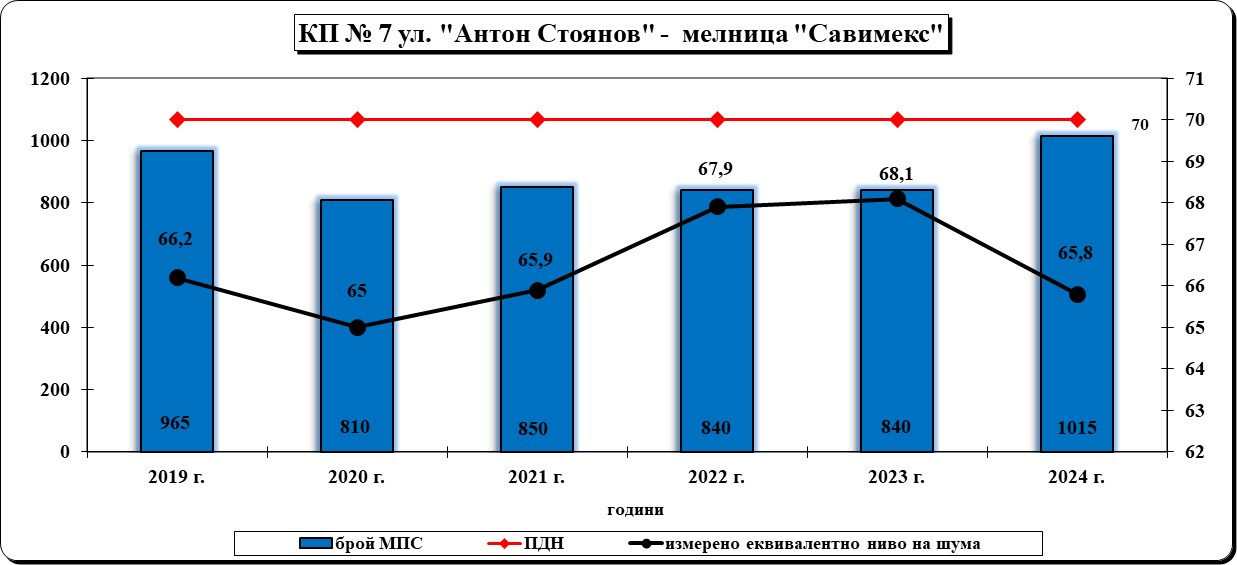 КП № 7 ул. "Антон Стоянов" - мелница "Савимекс"
1200
1000
800
600
400
200
0
71
70
69
68
67
66
65
64
63
62
70
66,2
65
65,9
67,9
68,1
65,8
965
810
850
840
840
1015
2019 г.
2020 г.
2021 г.
2022 г.
2023 г.
2024 г.
години
брой МПС
ПДН
измерено еквивалентно ниво на шума